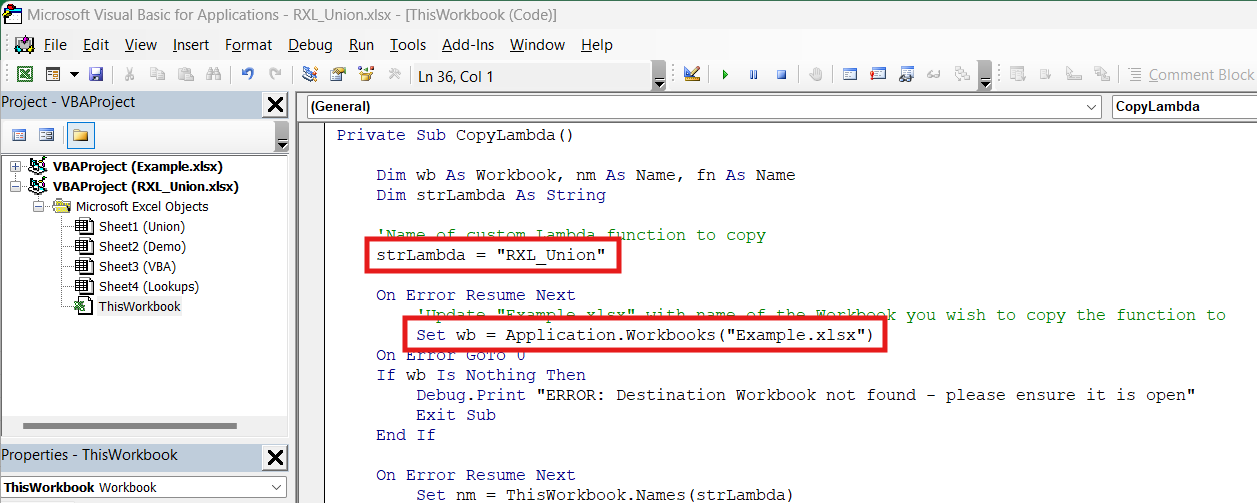 Microsoft Visual Basic for Applications - RXL_Union.xlsx - [ThisWorkbook (Code)]
File Edit View Insert Format Debug Run Tools Add-Ins Window Help
Ln 36, Col 1
Comment Block
Project - VBAProject
VBAProject (Example.xlsx)
VBAProject (RXL_Union.xlsx)
Microsoft Excel Objects
Sheet1 (Union)
Sheet2 (Demo)
Sheet3 (VBA)
Sheet4 (Lookups)
ThisWorkbook
Properties - ThisWorkbook
ThisWorkbook Workbook
(General)
CopyLambda
Private Sub CopyLambda()
Dim wb As Workbook, nm As Name, fn As Name
Dim strLambda As String
'Name of custom Lambda function to copy
strLambda = "RXL_Union"
On Error Resume Next
'Update "Example.xlsx" with name of the Workbook you wish to copy the function to
Set wb = Application.Workbooks("Example.xlsx")
On Error GoTo 0
If wb Is Nothing Then
Debug.Print "ERROR: Destination Workbook not found - please ensure it is open"
Exit Sub
End If
On Error Resume Next
Set nm = ThisWorkbook.Names(strLambda)